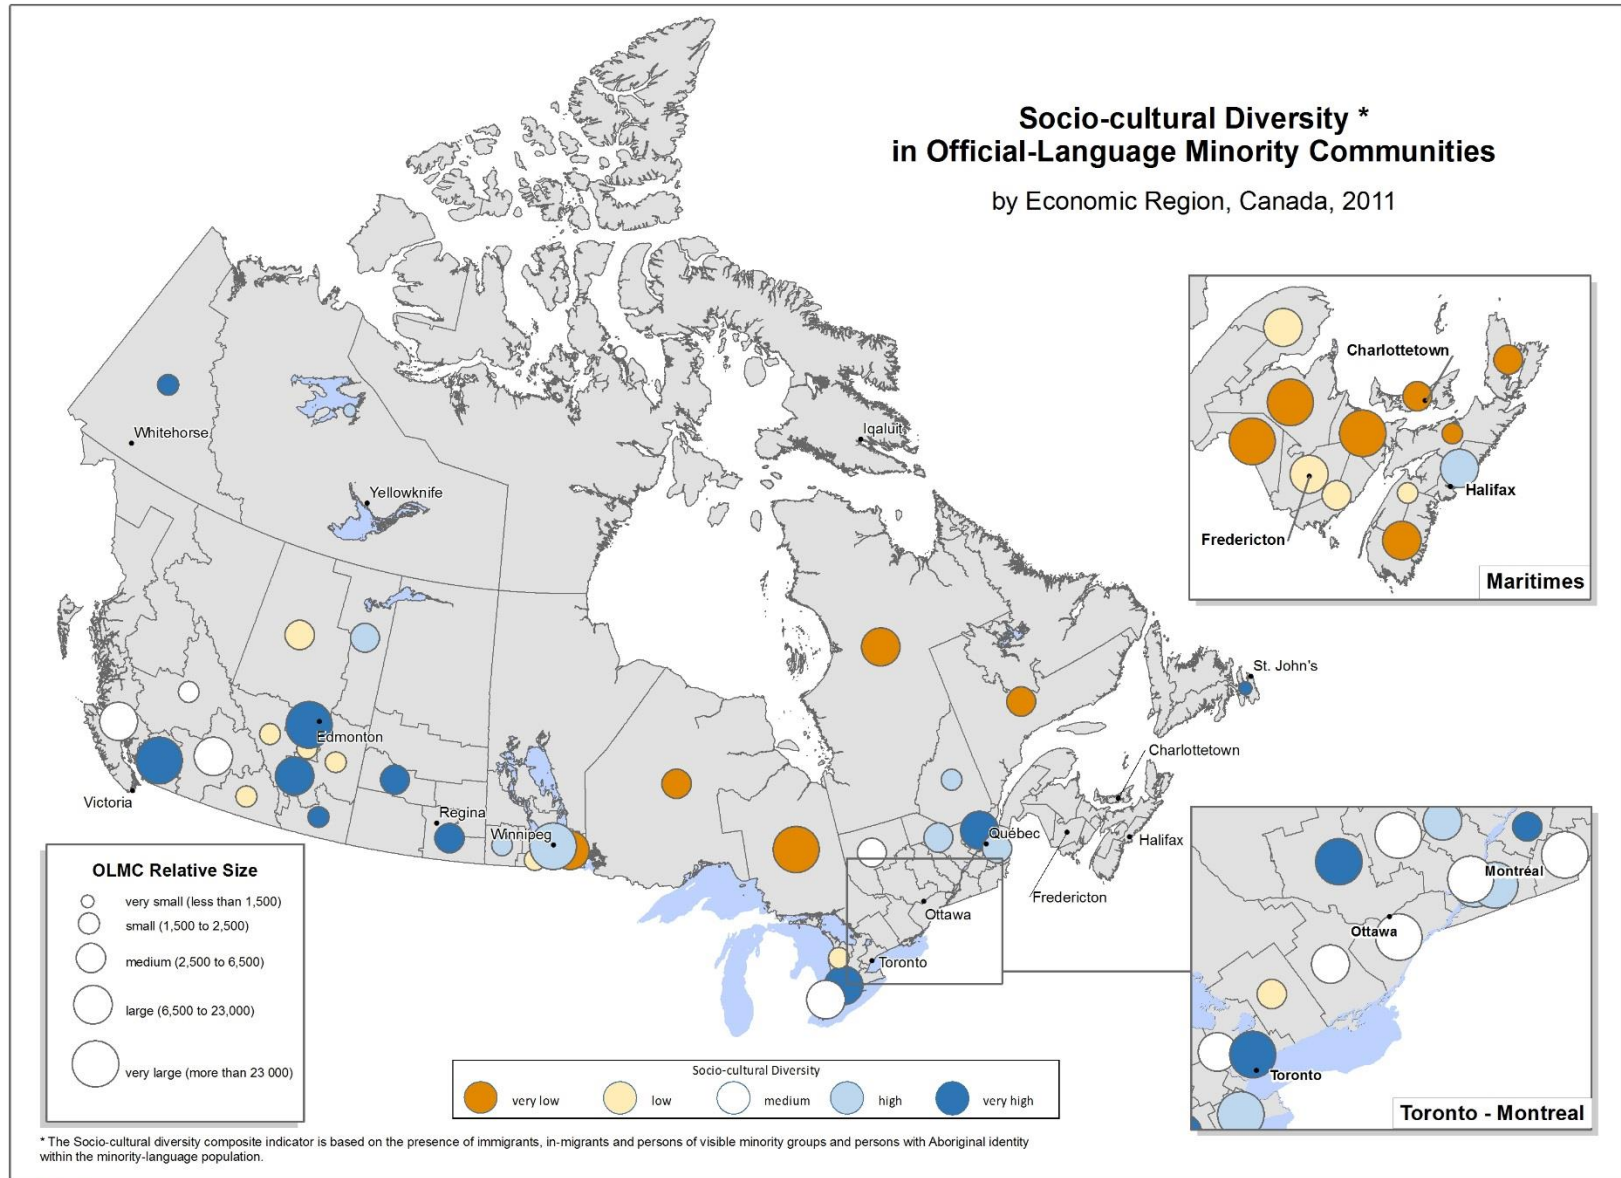 Socio-cultural Diversity *
in Official-Language Minority Communities
by Economic Region, Canada, 2011
Charlottetown
Halifax
Fredericton
Maritimes
Whitehorse
Yellowknife
Iqaluit
St. John's
Edmonton
Charlottetown
Victoria
Regina
Winnipeg
Québec
Halifax
Fredericton
Ottawa
Toronto
Montréal
Ottawa
Toronto
Toronto - Montreal
OLMC Relative Size
very small (less than 1,500)
small (1,500 to 2,500)
medium (2,500 to 6,500)
large (6,500 to 23,000)
very large (more than 23 000)
Socio-cultural Diversity
very low low medium high very high
* The Socio-cultural diversity composite indicator is based on the presence of immigrants, in-migrants and persons of visible minority groups and persons with Aboriginal identity
within the minority-language population.